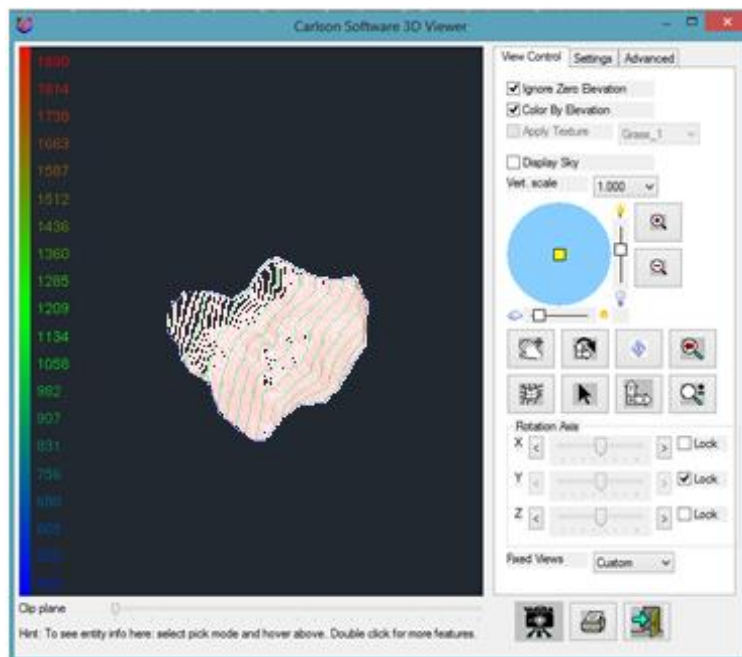 Carlson Software 3D Viewer
View Control Settings Advanced
1890
1814
1738
1663
1587
1512
1436
1360
1285
1209
1134
1058
982
907
831
756
Ignore Zero Elevation
Color By Elevation
Apply Texture Grass_1
Display Sky
Vert. scale 1.000
Rotation Axis
X < > Lock
Y < > Lock
Z < > Lock
Fixed Views Custom
Clip plane
Hint: To see entity info here: select pick mode and hover above. Double click for more features.